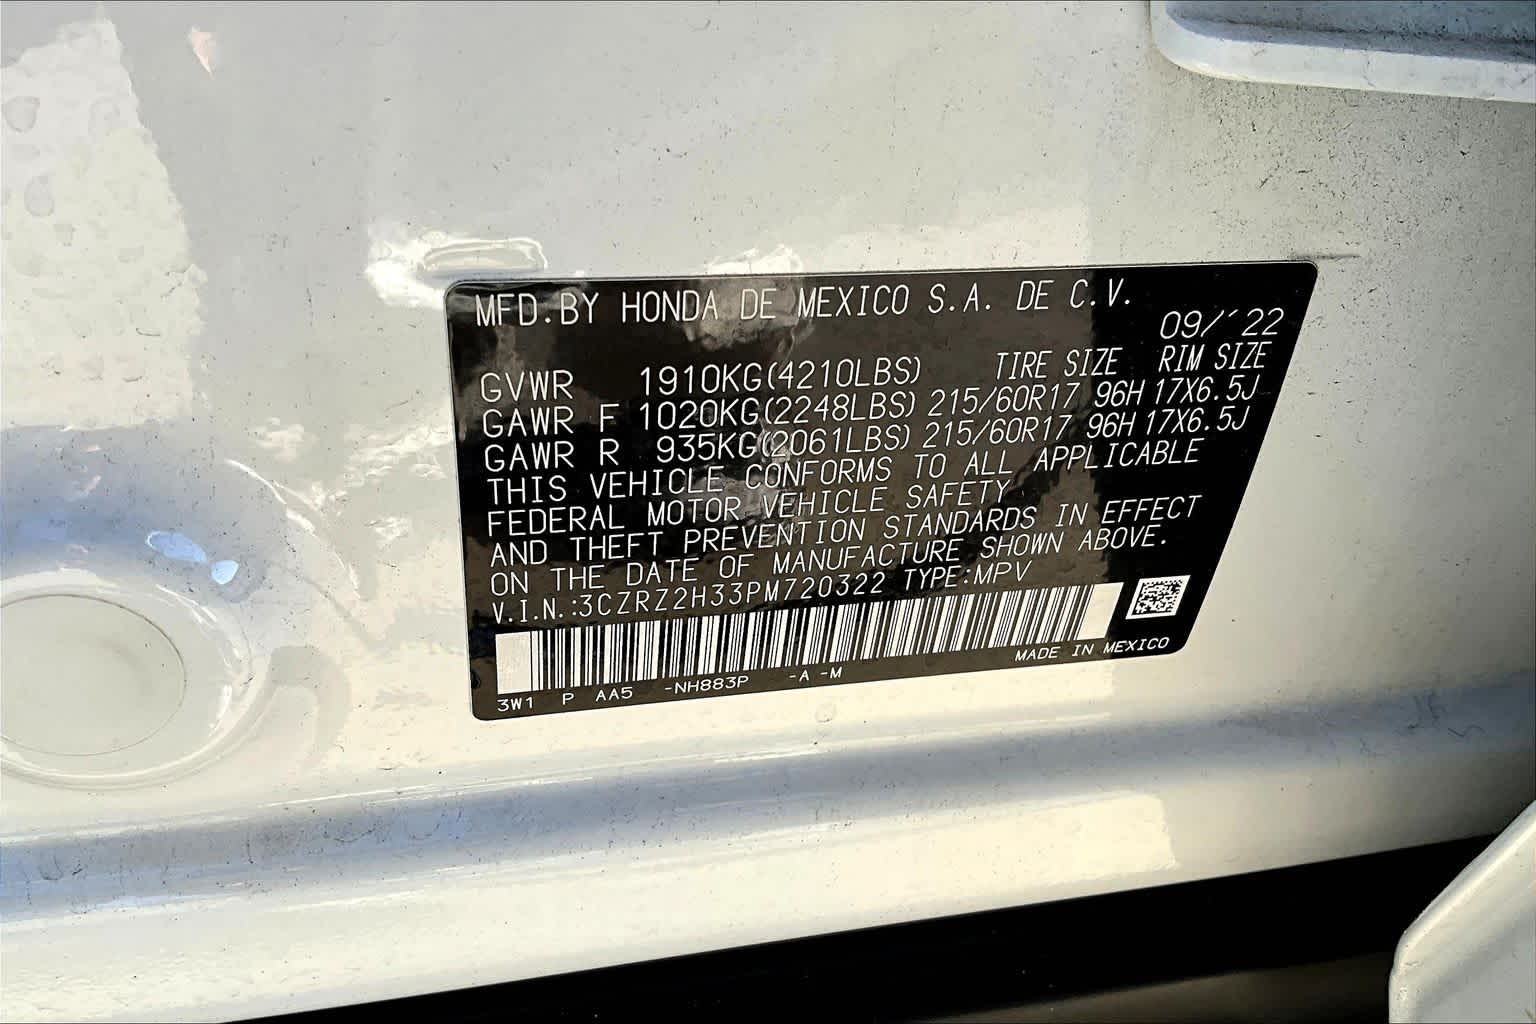 MFD.BY HONDA DE MEXICO S.A. DE C.V.
09/'22
GVWR 1910KG(4210LBS) TIRE SIZE RIM SIZE
GAWR F 1020KG(2248LBS) 215/60R17 96H 17X6.5J
GAWR R 935KG(2061LBS) 215/60R17 96H 17X6.5J
THIS VEHICLE CONFORMS TO ALL APPLICABLE
FEDERAL MOTOR VEHICLE SAFETY
AND THEFT PREVENTION STANDARDS IN EFFECT
ON THE DATE OF MANUFACTURE SHOWN ABOVE.
V.I.N.:3CZRZ2H33PM720322 TYPE:MPV
MADE IN MEXICO
3W1 P AA5 -NH883P -A -M